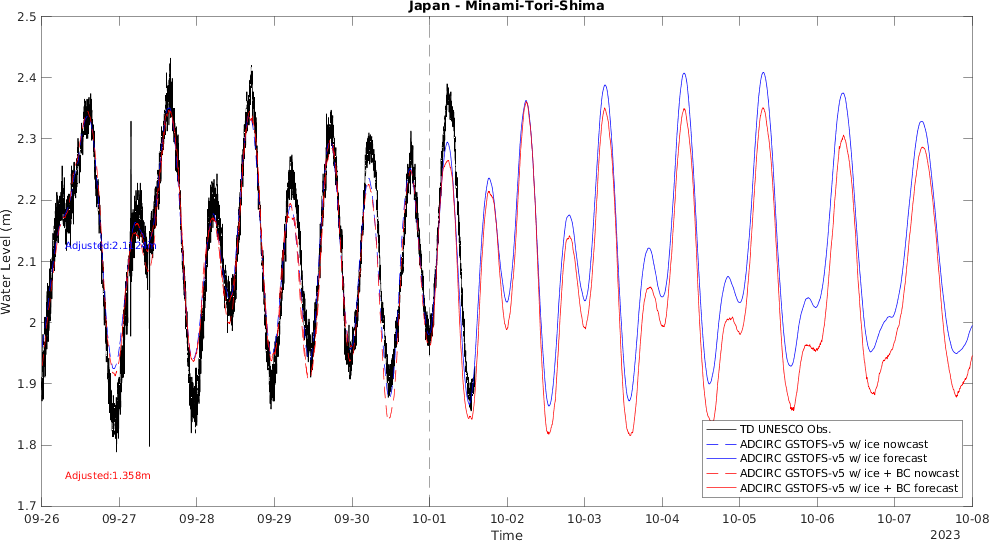 Japan - Minami-Tori-Shima
2.5
2.4
2.3
2.2
2.1
2
1.9
1.8
1.7
Water Level (m)
Adjusted:
Adjusted:1.358m
TD UNESCO Obs.
ADCIRC GSTOFS-v5 w/ ice nowcast
ADCIRC GSTOFS-v5 w/ ice forecast
ADCIRC GSTOFS-v5 w/ ice + BC nowcast
ADCIRC GSTOFS-v5 w/ ice + BC forecast
09-26 09-27 09-28 09-29 09-30 10-01 10-02 10-03 10-04 10-05 10-06 10-07 10-08
Time
2023